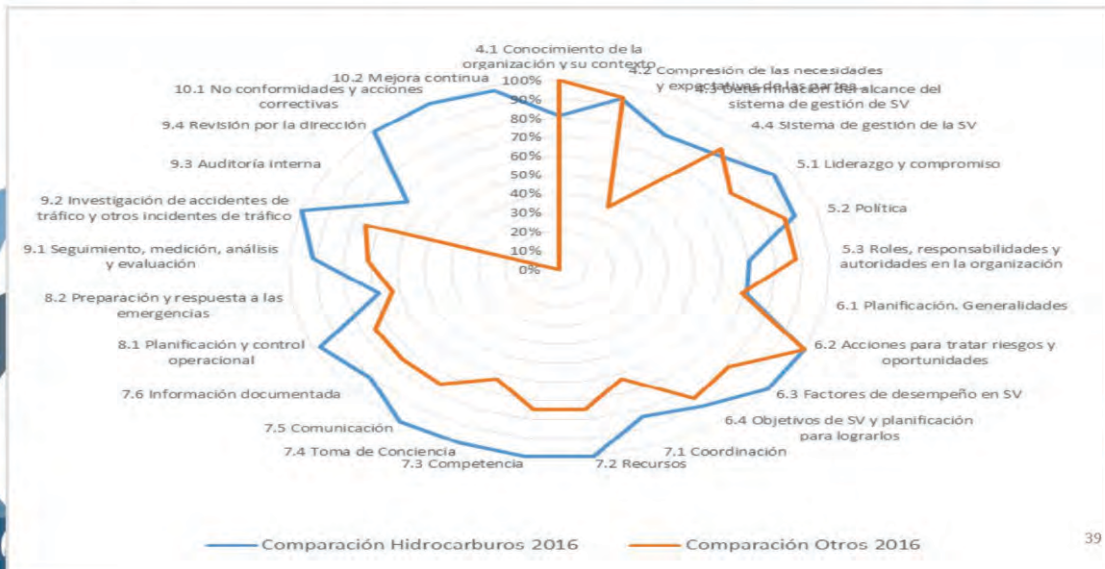 4.1 Conocimiento de la
organización y su contexto
4.2 Compresión de las necesidades
y expectativas de las partes...
4.3 Determinación del alcance del
sistema de gestión de SV
4.4 Sistema de gestión de la SV
5.1 Liderazgo y compromiso
5.2 Política
5.3 Roles, responsabilidades y
autoridades en la organización
6.1 Planificación. Generalidades
6.2 Acciones para tratar riesgos y
oportunidades
6.3 Factores de desempeño en SV
6.4 Objetivos de SV y planificación
para lograrlos
7.1 Coordinación
7.2 Recursos
7.3 Competencia
7.4 Toma de Conciencia
7.5 Comunicación
7.6 Información documentada
8.1 Planificación y control
operacional
8.2 Preparación y respuesta a las
emergencias
9.1 Seguimiento, medición, análisis
y evaluación
9.2 Investigación de accidentes de
tráfico y otros incidentes de tráfico
9.3 Auditoría interna
9.4 Revisión por la dirección
10.1 No conformidades y acciones
correctivas
10.2 Mejora continua
100%
90%
80%
70%
60%
50%
40%
30%
20%
10%
0%
Comparación Hidrocarburos 2016
Comparación Otros 2016
39